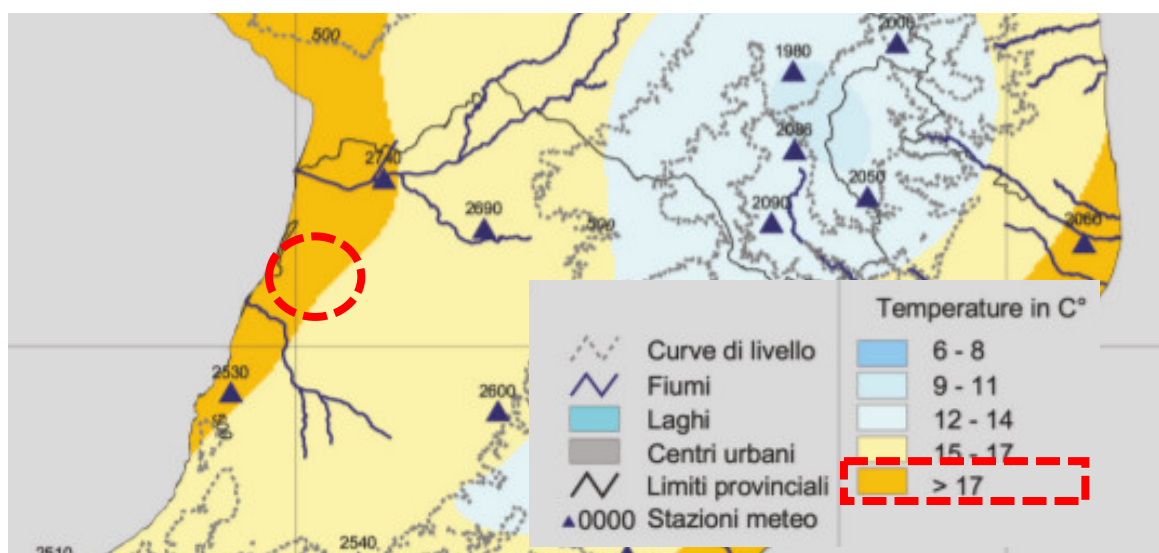 500
2000
1980
2740
2086
2690
500
2090
2050
2060
Temperature in C°
Curve di livello
6 - 8
Fiumi
9 - 11
2530
2600
Laghi
12 - 14
500
Centri urbani
15 - 17
Limiti provinciali
> 17
0000 Stazioni meteo
2510
2540